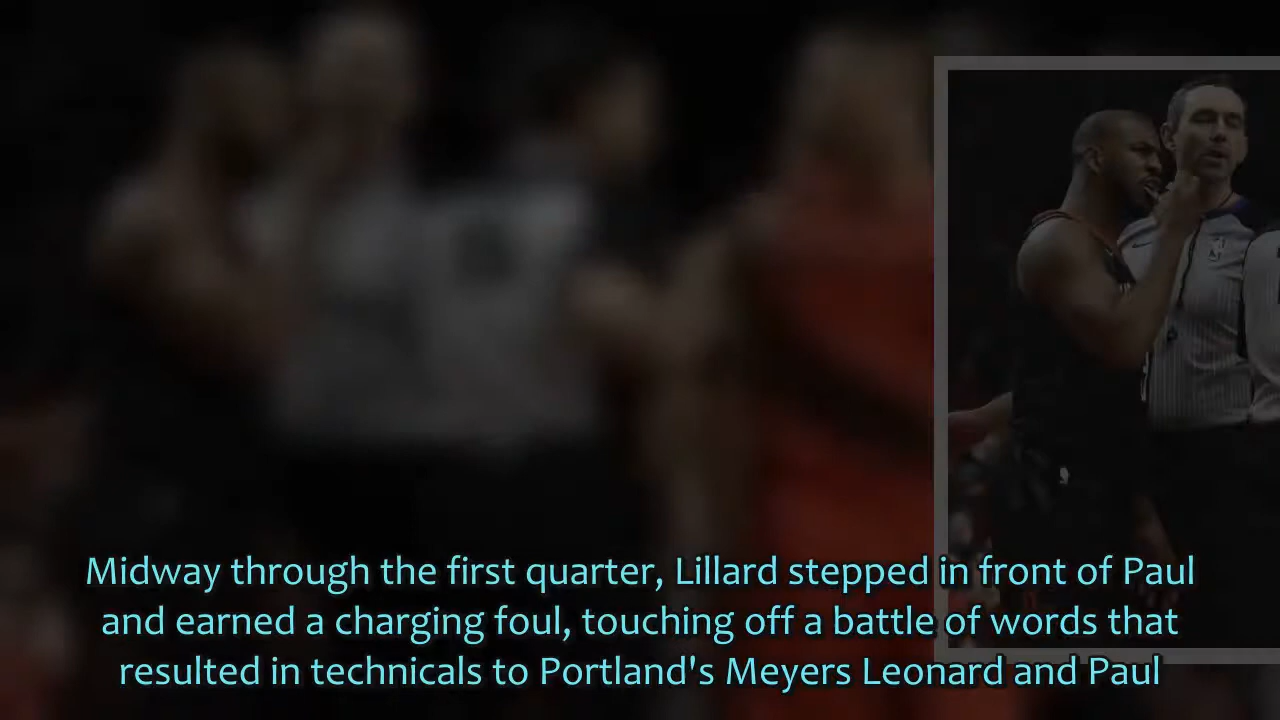 Midway through the first quarter, Lillard stepped in front of Paul
and earned a charging foul, touching off a battle of words that
resulted in technicals to Portland's Meyers Leonard and Paul